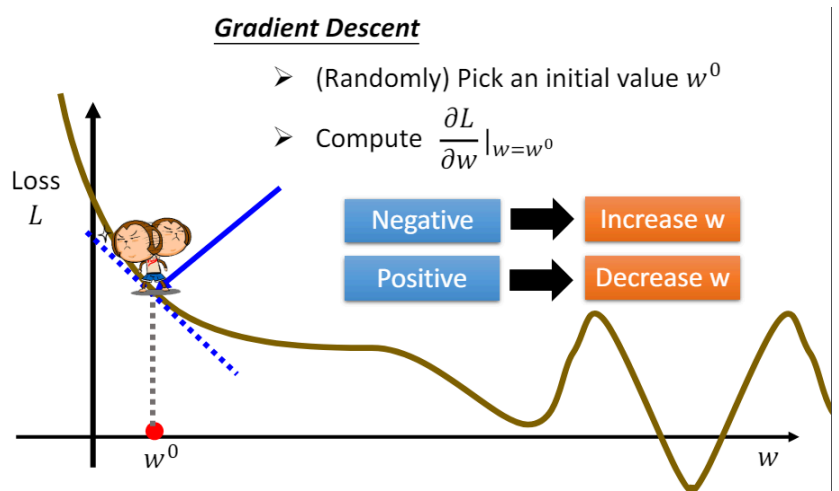 Gradient Descent
➢ (Randomly) Pick an initial value w⁰
➢ Compute ∂L/∂w |w=w⁰
Loss
L
Negative
Increase w
Positive
Decrease w
w⁰
w